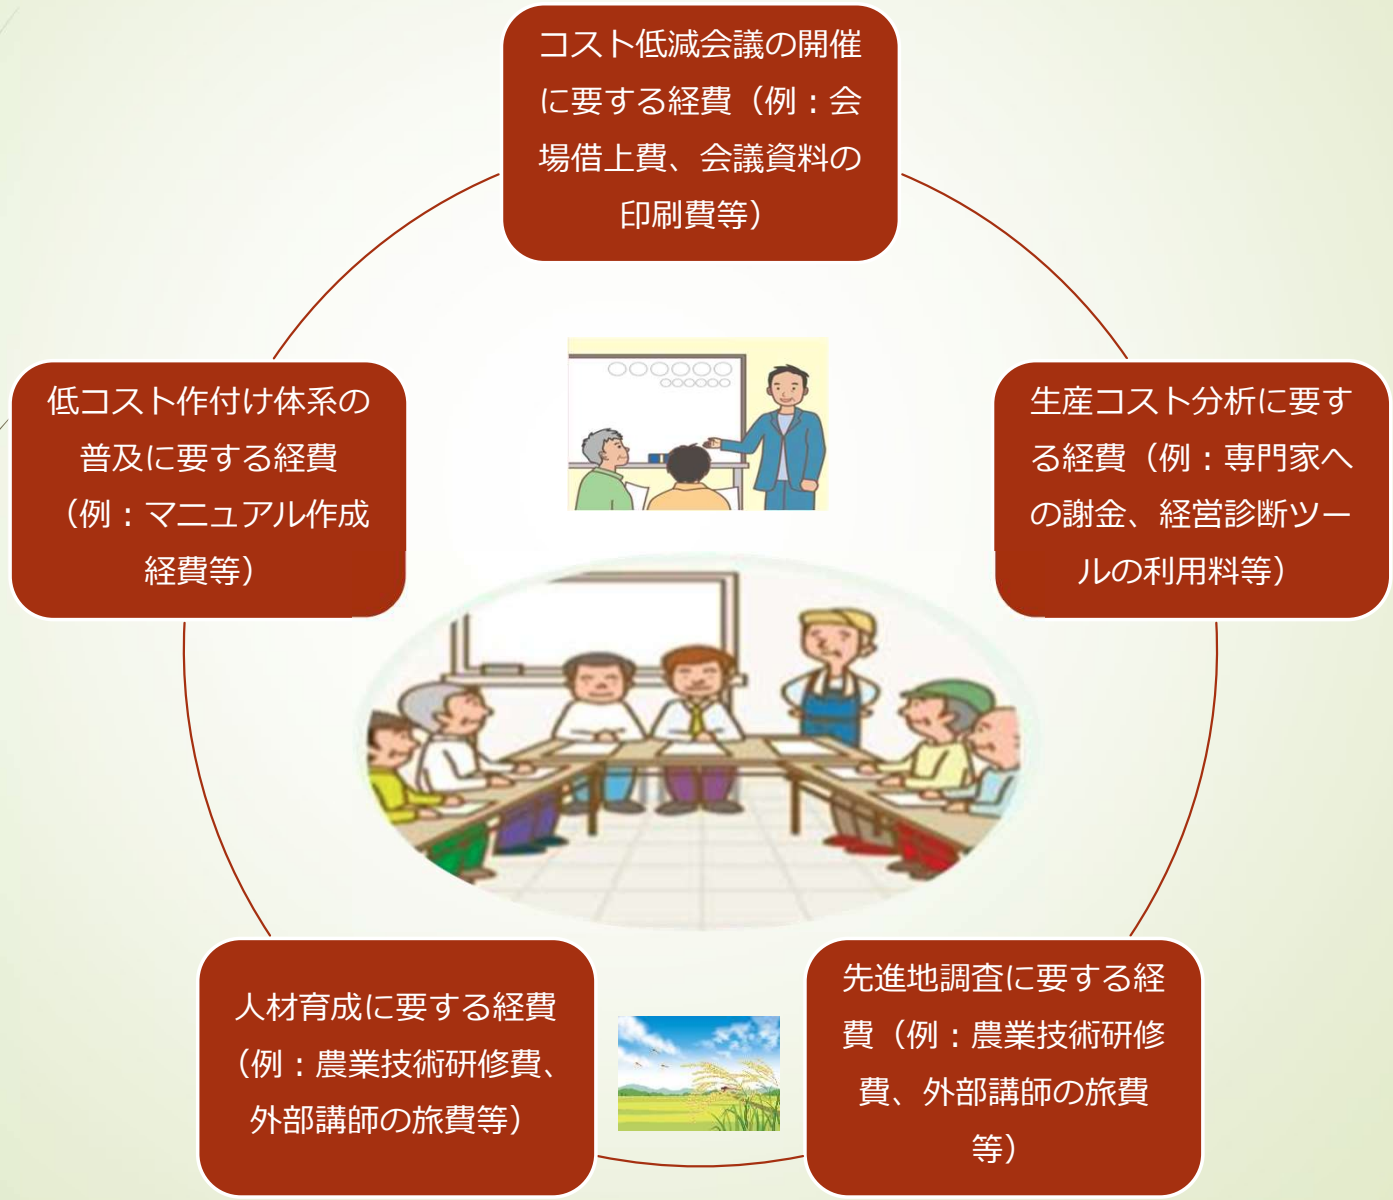 コスト低減会議の開催
に要する経費（例：会
場借上費、会議資料の
印刷費等）
生産コスト分析に要す
る経費（例：専門家へ
の謝金、経営診断ツー
ルの利用料等）
先進地調査に要する経
費（例：農業技術研修
費、外部講師の旅費
等）
人材育成に要する経費
（例：農業技術研修費、
外部講師の旅費等）
低コスト作付け体系の
普及に要する経費
（例：マニュアル作成
経費等）